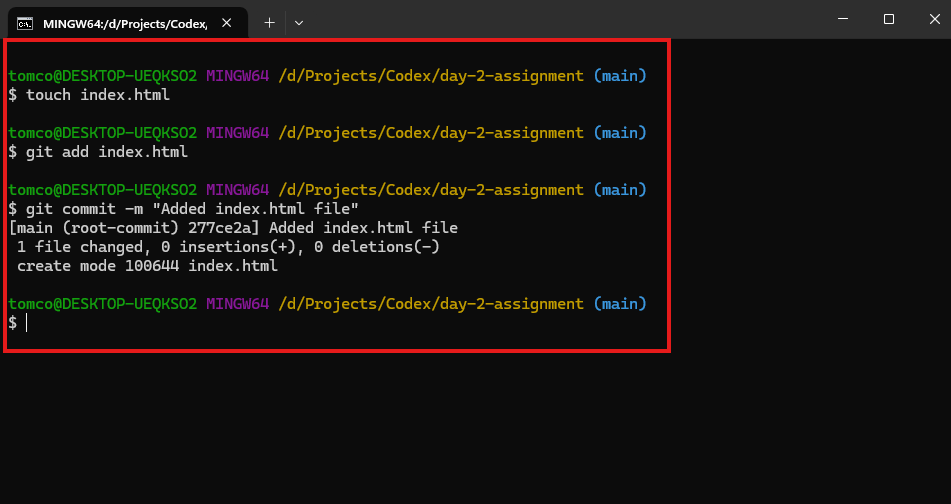 MINGW64:/d/Projects/Codex/
tomco@DESKTOP-UEQKSO2 MINGW64 /d/Projects/Codex/day-2-assignment (main)
$ touch index.html
tomco@DESKTOP-UEQKSO2 MINGW64 /d/Projects/Codex/day-2-assignment (main)
$ git add index.html
tomco@DESKTOP-UEQKSO2 MINGW64 /d/Projects/Codex/day-2-assignment (main)
$ git commit -m "Added index.html file"
[main (root-commit) 277ce2a] Added index.html file
1 file changed, 0 insertions(+), 0 deletions(-)
create mode 100644 index.html
tomco@DESKTOP-UEQKSO2 MINGW64 /d/Projects/Codex/day-2-assignment (main)
$